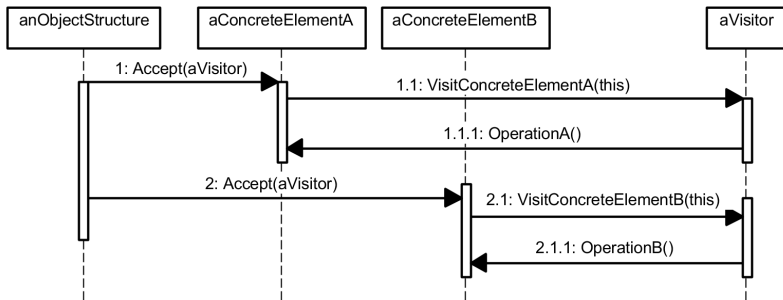 anObjectStructure
aConcreteElementA
aConcreteElementB
aVisitor
1: Accept(aVisitor)
1.1: VisitConcreteElementA(this)
1.1.1: OperationA()
2: Accept(aVisitor)
2.1: VisitConcreteElementB(this)
2.1.1: OperationB()